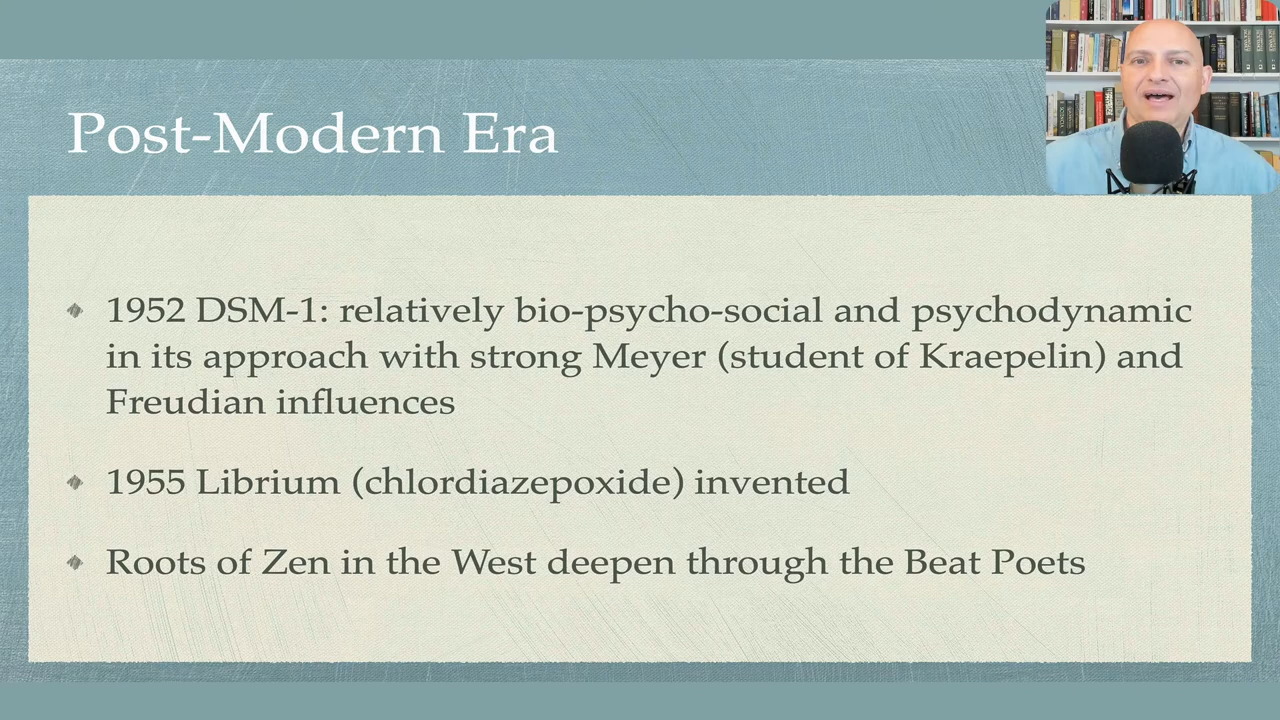 Post-Modern Era
1952 DSM-1: relatively bio-psycho-social and psychodynamic
in its approach with strong Meyer (student of Kraepelin) and
Freudian influences
1955 Librium (chlordiazepoxide) invented
Roots of Zen in the West deepen through the Beat Poets